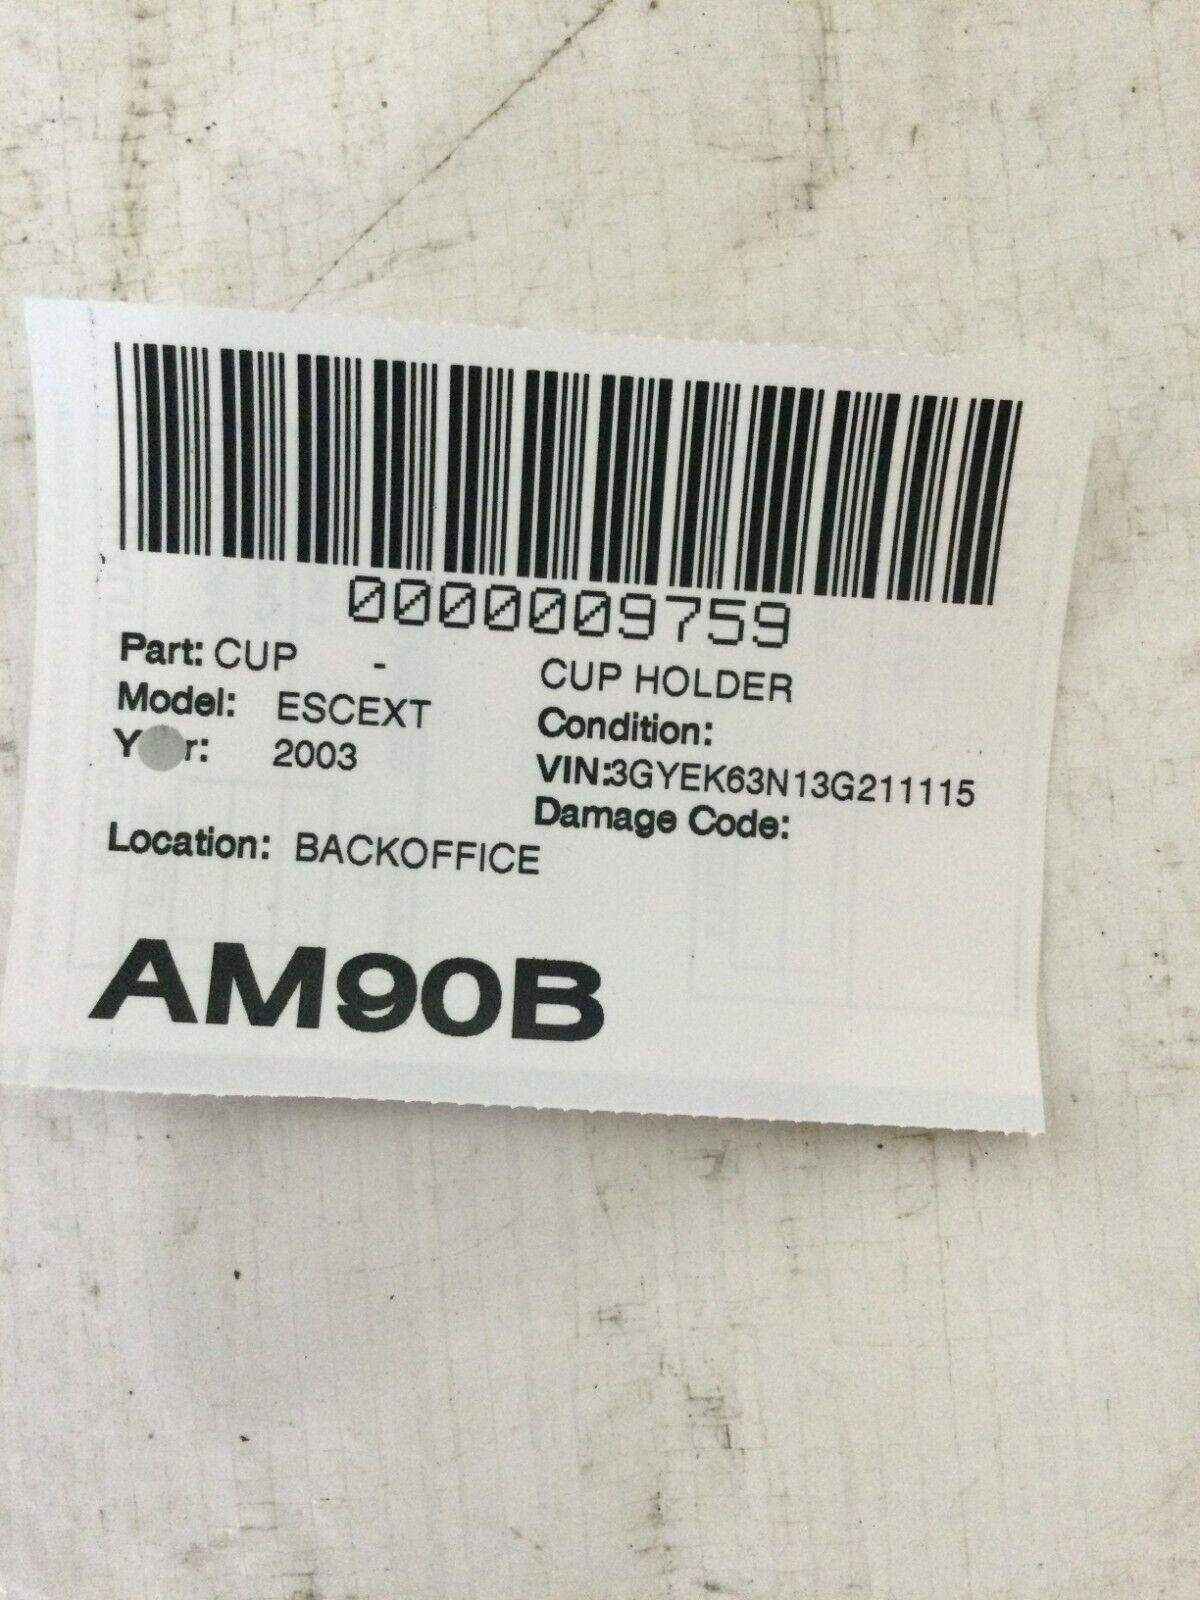 0000009759
Part: CUP - CUP HOLDER
Model: ESCEXT Condition:
2003 VIN:3GYEK63N13G211115
Damage Code:
Location: BACKOFFICE
AM90B